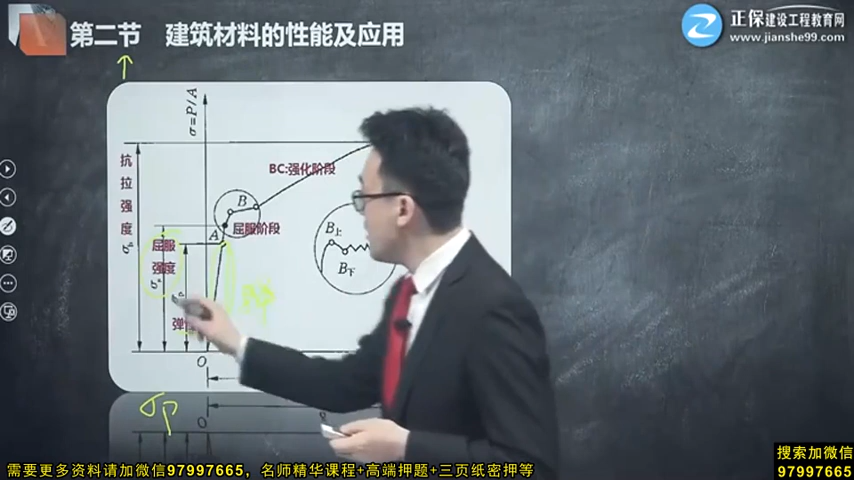 第二节 建筑材料的性能及应用
正保建设工程教育网
www.jianshe99.com
σ=P/A
抗拉强度
σb
BC:强化阶段
B
屈服阶段
A
屈服
强度
σs
B上
B下
O
σp
O
需要更多资料请加微信97997665，名师精华课程+高端押题+三页纸密押等
搜索加微信
97997665